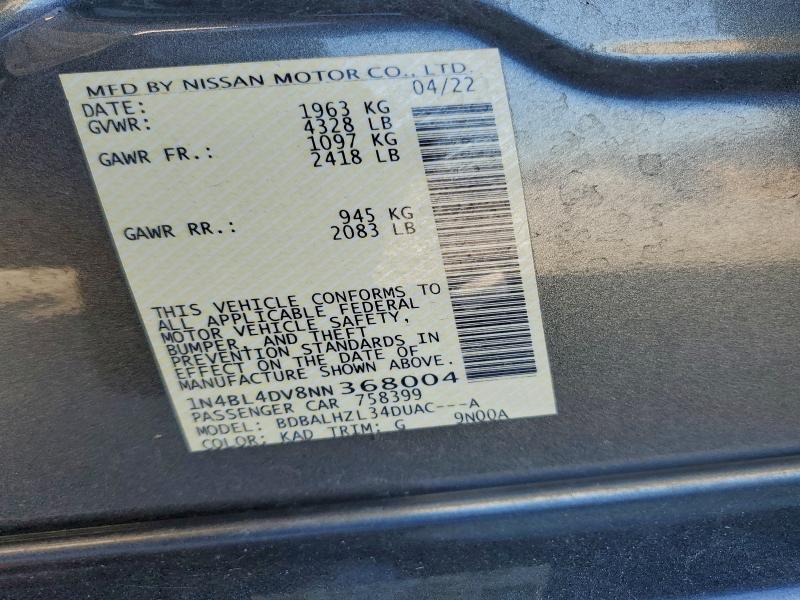 MFD BY NISSAN MOTOR CO., LTD.
DATE: 04/22
GVWR: 1963 KG
4328 LB
GAWR FR.: 1097 KG
2418 LB
GAWR RR.: 945 KG
2083 LB
THIS VEHICLE CONFORMS TO
ALL APPLICABLE FEDERAL
MOTOR VEHICLE SAFETY,
BUMPER, AND THEFT
PREVENTION STANDARDS IN
EFFECT ON THE DATE OF
MANUFACTURE SHOWN ABOVE.
1N4BL4DV8NN368004
PASSENGER CAR 758399
MODEL: BDBALHZL34DUAC---A
COLOR: KAD TRIM: G 9N00A